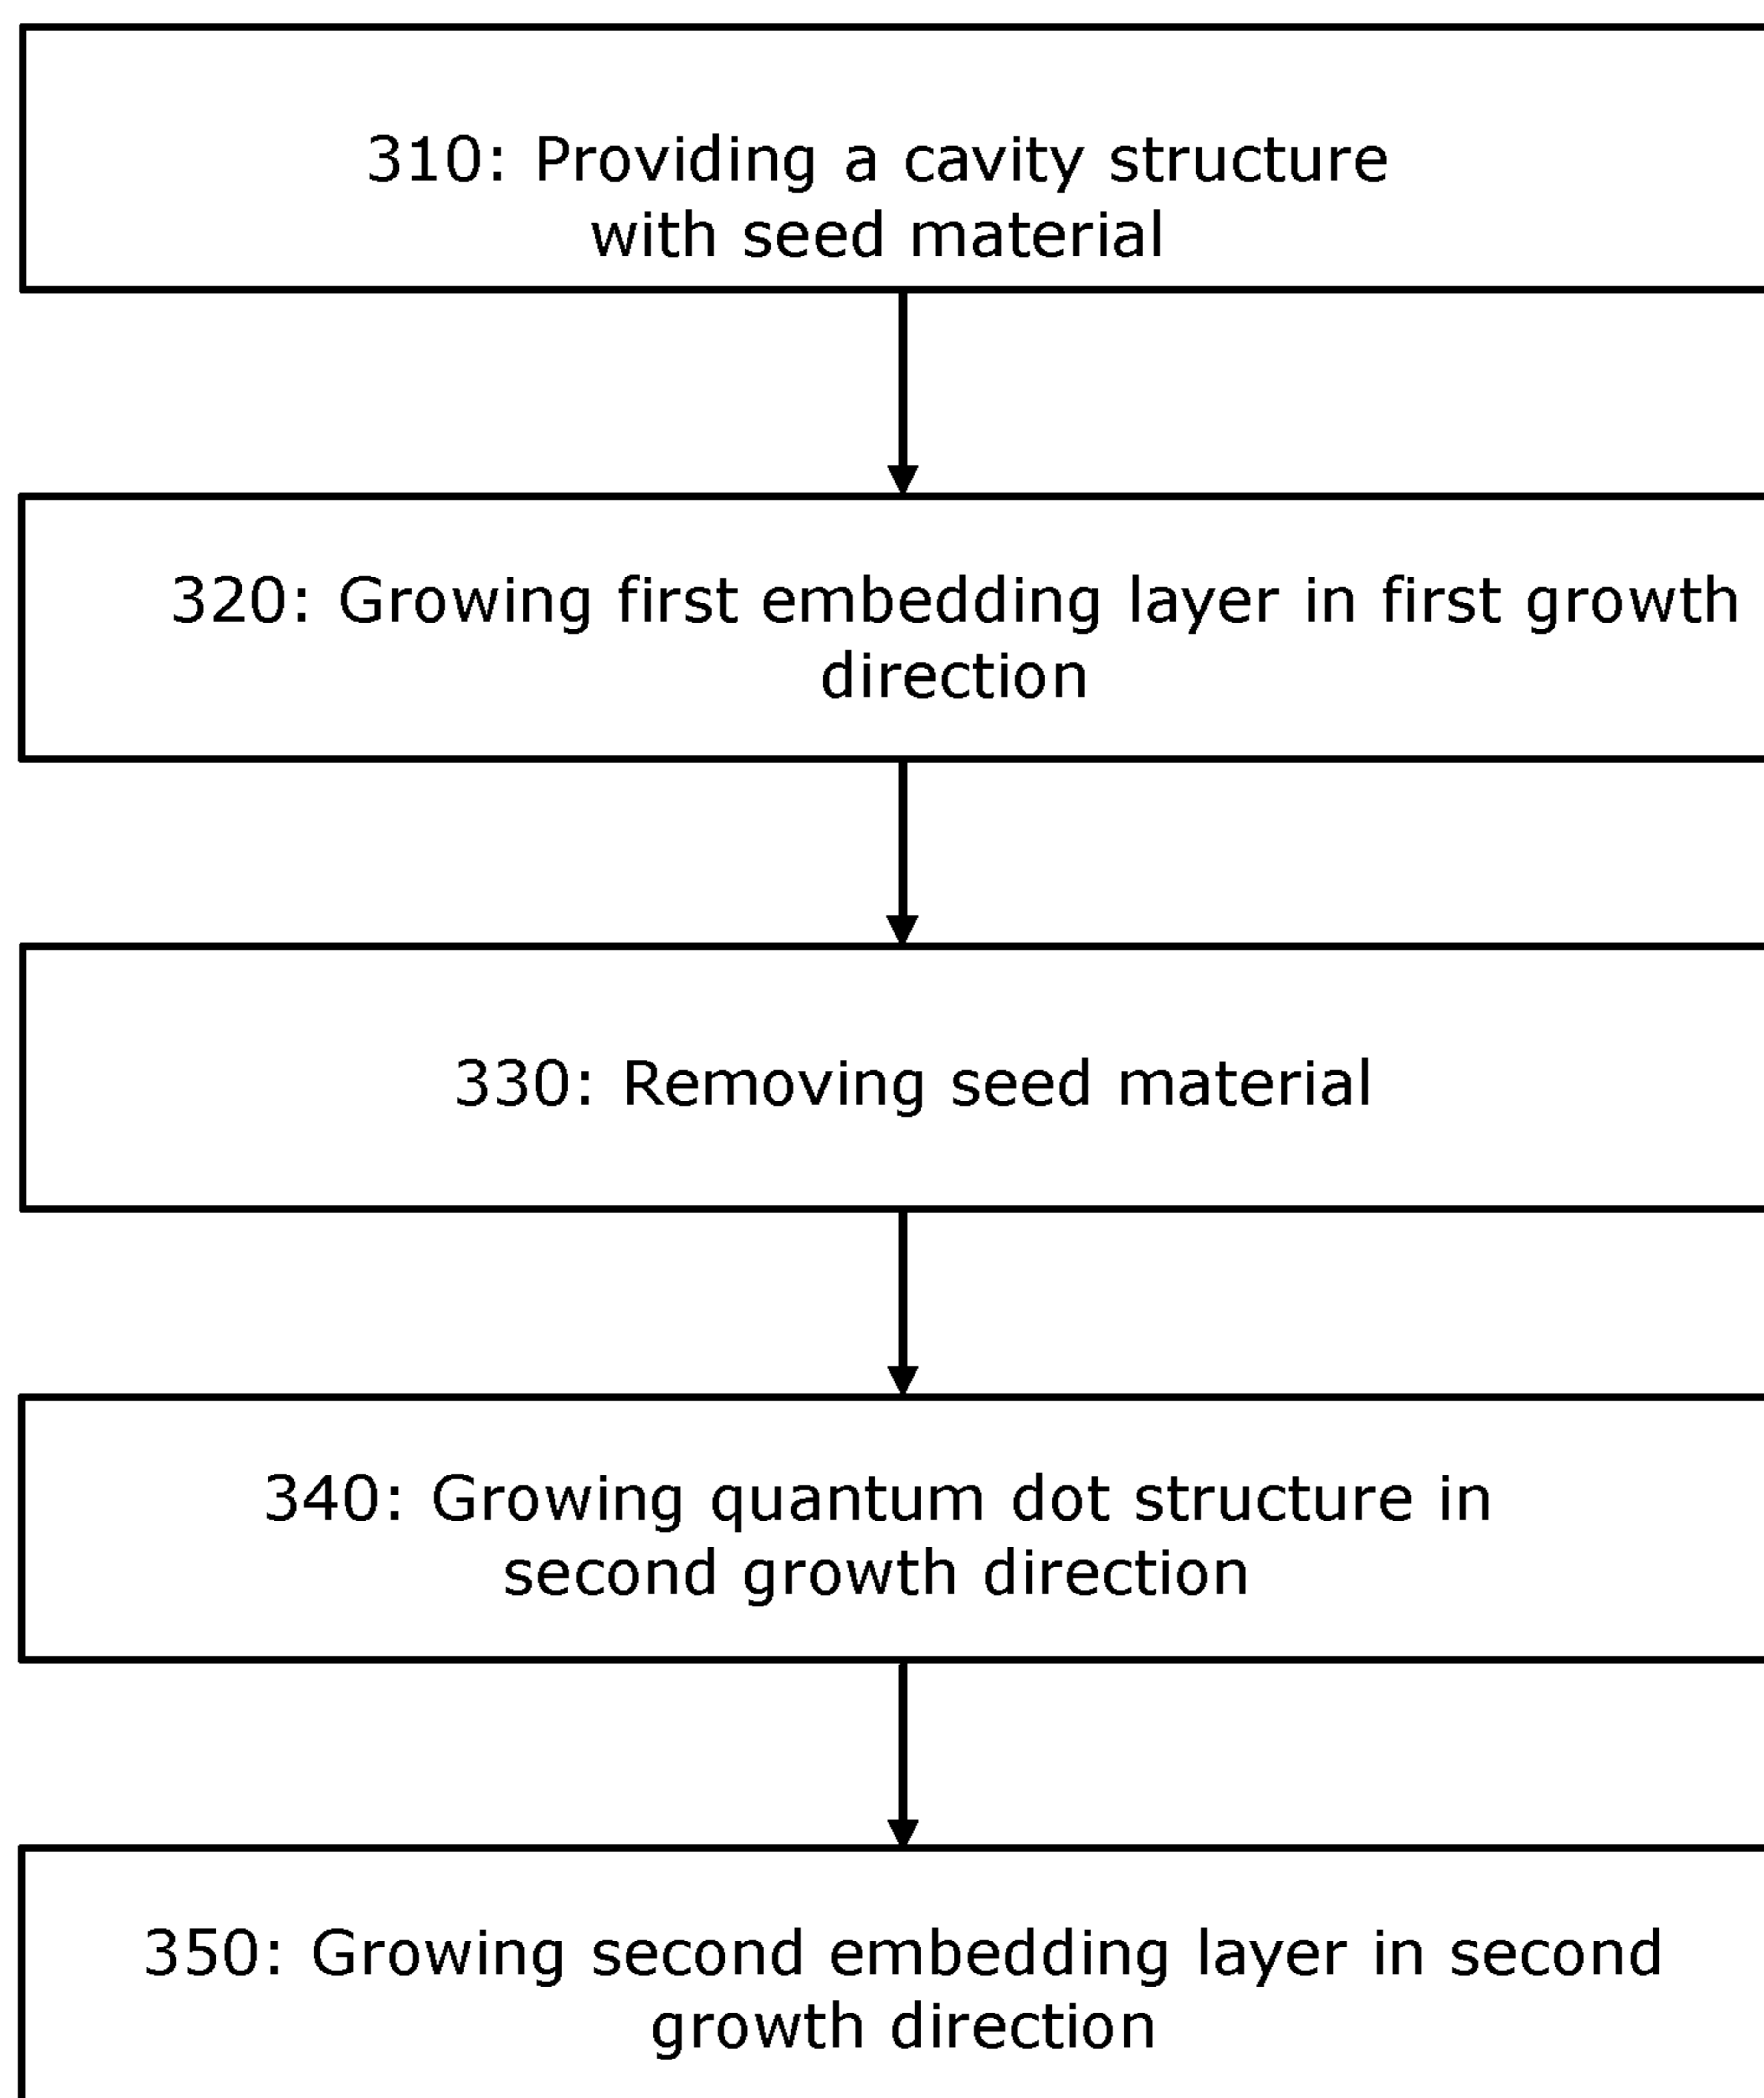 310: Providing a cavity structure
with seed material
320: Growing first embedding layer in first growth
direction
330: Removing seed material
340: Growing quantum dot structure in
second growth direction
350: Growing second embedding layer in second
growth direction